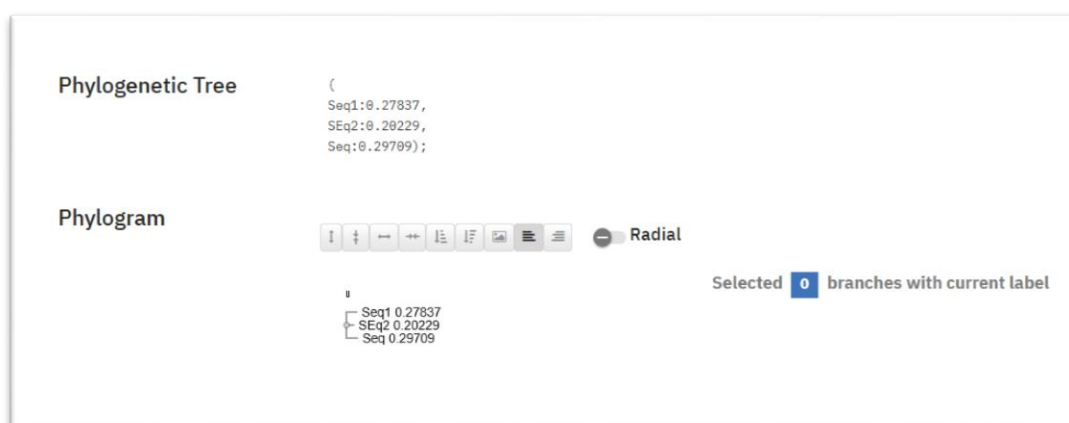 Phylogenetic Tree
(
Seq1:0.27837,
SEq2:0.20229,
Seq:0.29709);
Phylogram
Radial
Selected 0 branches with current label
Seq1 0.27837
SEq2 0.20229
Seq 0.29709